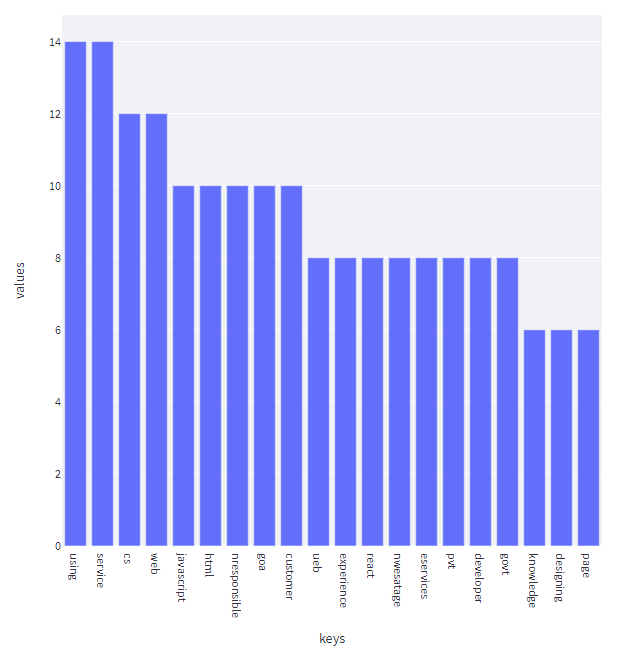 14
12
10
8
6
4
2
0
values
using
service
cs
web
javascript
html
nresponsible
goa
customer
ueb
experience
react
nwesatage
eservices
pvt
developer
govt
knowledge
designing
page
keys